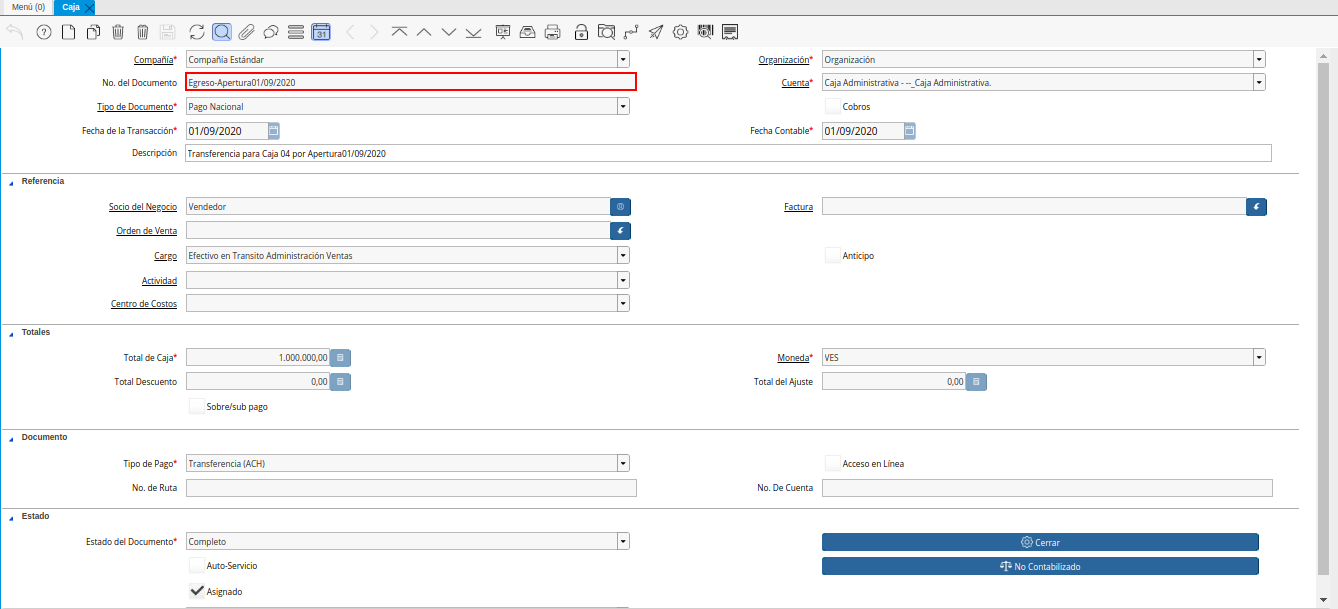 Menú (0) Caja
31
Compañía* Compañía Estándar Organización* Organización
No. del Documento Egreso-Apertura01/09/2020 Cuenta* Caja Administrativa - --_Caja Administrativa.
Tipo de Documento* Pago Nacional Cobros
Fecha de la Transacción* 01/09/2020 Fecha Contable* 01/09/2020
Descripción Transferencia para Caja 04 por Apertura01/09/2020
Referencia
Socio del Negocio Vendedor Factura
Orden de Venta
Cargo Efectivo en Transito Administración Ventas Anticipo
Actividad
Centro de Costos
Totales
Total de Caja* 1.000.000,00 Moneda* VES
Total Descuento 0,00 Total del Ajuste 0,00
Sobre/sub pago
Documento
Tipo de Pago* Transferencia (ACH) Acceso en Línea
No. de Ruta No. De Cuenta
Estado
Estado del Documento* Completo Cerrar
Auto-Servicio No Contabilizado
Asignado